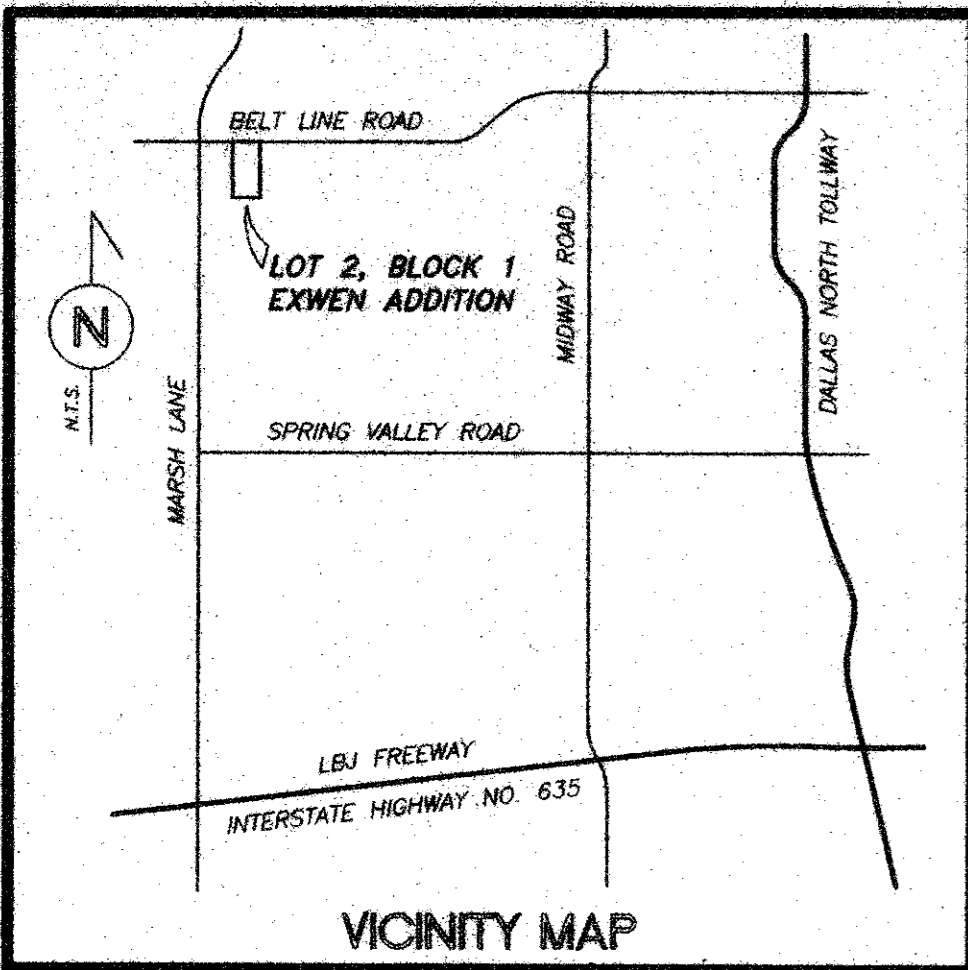 BELT LINE ROAD
LOT 2, BLOCK 1
EXWEN ADDITION
MIDWAY ROAD
DALLAS NORTH TOLLWAY
N
N.T.S.
MARSH LANE
SPRING VALLEY ROAD
LBJ FREEWAY
INTERSTATE HIGHWAY NO. 635
VICINITY MAP